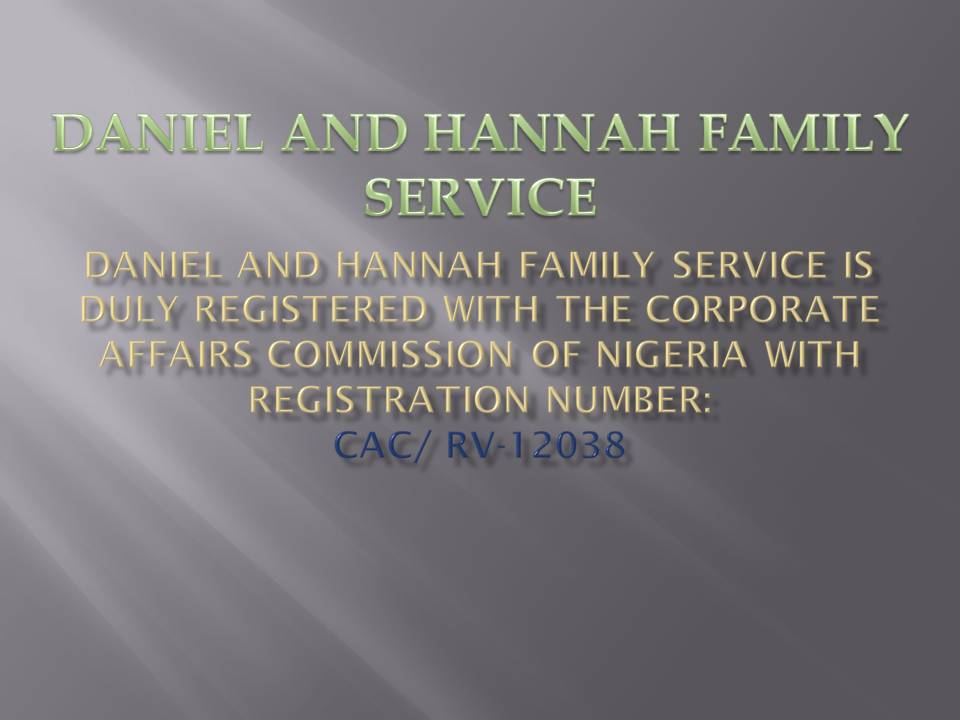 DANIEL AND HANNAH FAMILY
SERVICE
DANIEL AND HANNAH FAMILY SERVICE IS
DULY REGISTERED WITH THE CORPORATE
AFFAIRS COMMISSION OF NIGERIA WITH
REGISTRATION NUMBER:
CAC/ RV-12038